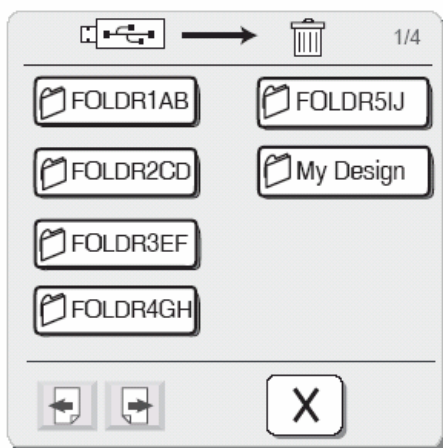 1/4
FOLDR1AB
FOLDR2CD
FOLDR3EF
FOLDR4GH
FOLDR5IJ
My Design
X